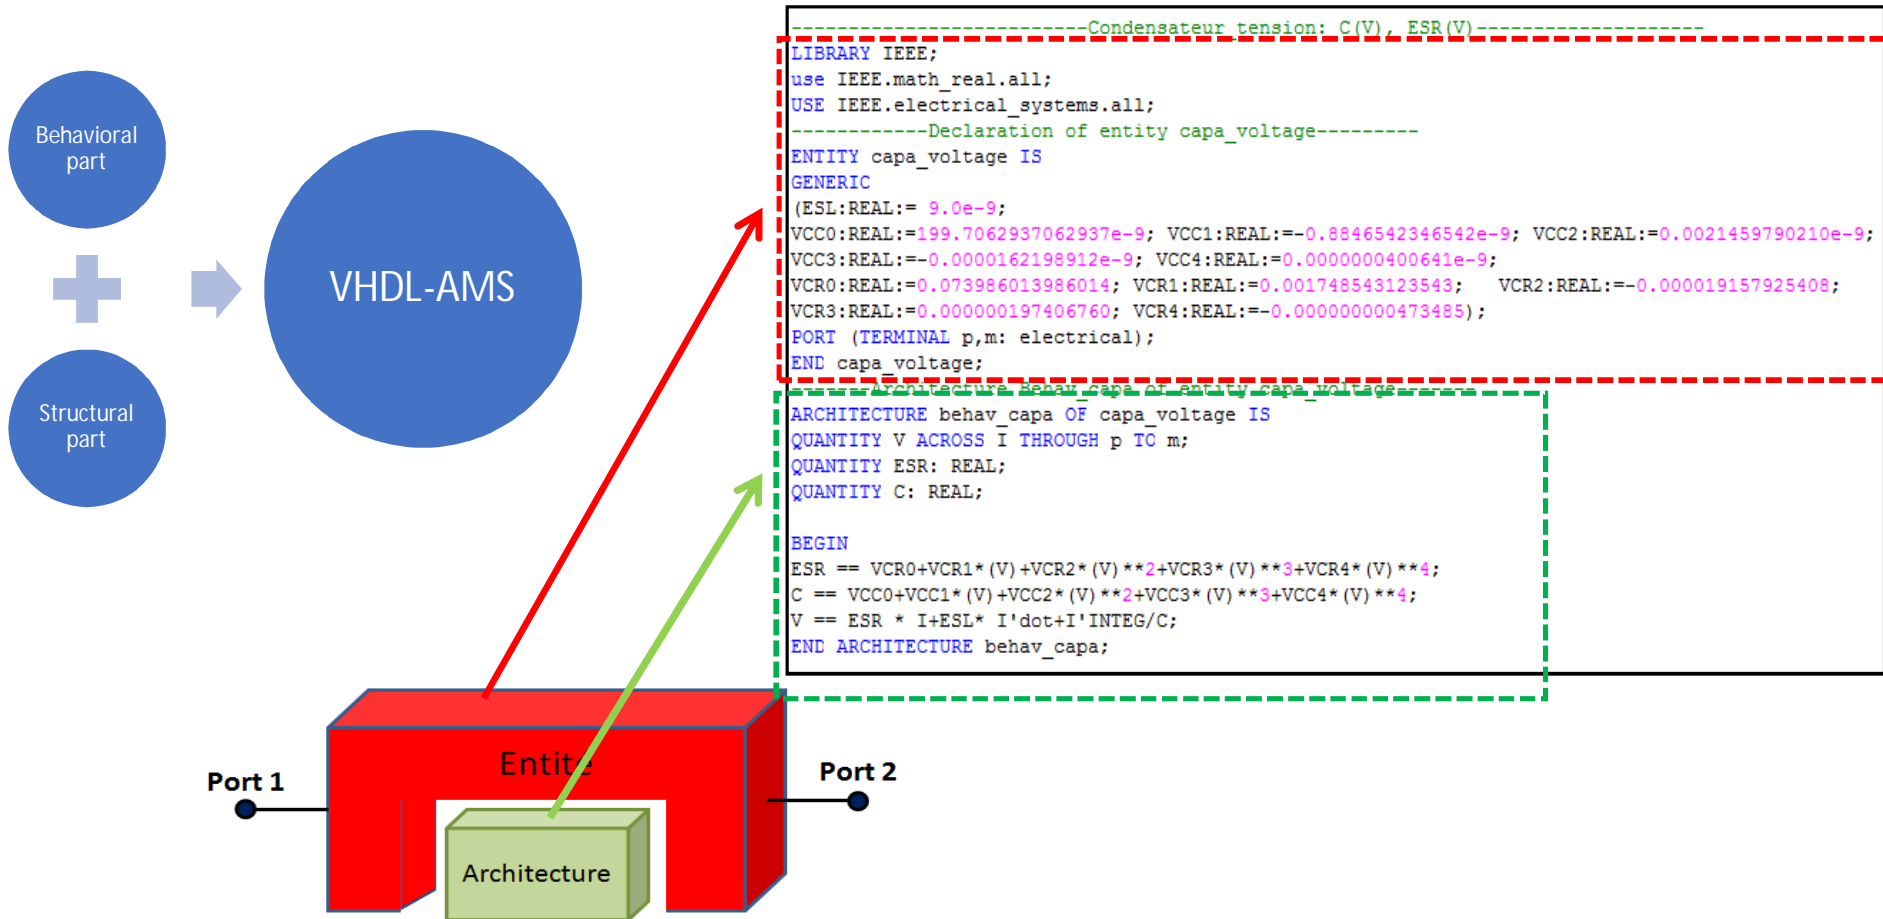 Behavioral
part
Structural
part
VHDL-AMS
--------------------------Condensateur tension: C(V), ESR(V)--------------------
LIBRARY IEEE;
use IEEE.math_real.all;
USE IEEE.electrical_systems.all;
------------Declaration of entity capa_voltage---------
ENTITY capa_voltage IS
GENERIC
(ESL:REAL:= 9.0e-9;
VCC0:REAL:=199.7062937062937e-9; VCC1:REAL:=-0.8846542346542e-9; VCC2:REAL:=0.0021459790210e-9;
VCC3:REAL:=-0.0000162198912e-9; VCC4:REAL:=0.0000000400641e-9;
VCR0:REAL:=0.073986013986014; VCR1:REAL:=0.001748543123543; VCR2:REAL:=-0.000019157925408;
VCR3:REAL:=0.000000197406760; VCR4:REAL:=-0.000000000473485);
PORT (TERMINAL p,m: electrical);
END capa_voltage;
-------Architecture Behav_capa of entity capa_voltage-------
ARCHITECTURE behav_capa OF capa_voltage IS
QUANTITY V ACROSS I THROUGH p TO m;
QUANTITY ESR: REAL;
QUANTITY C: REAL;
BEGIN
ESR == VCR0+VCR1*(V)+VCR2*(V)**2+VCR3*(V)**3+VCR4*(V)**4;
C == VCC0+VCC1*(V)+VCC2*(V)**2+VCC3*(V)**3+VCC4*(V)**4;
V == ESR * I+ESL* I'dot+I'INTEG/C;
END ARCHITECTURE behav_capa;
Entité
Port 1
Port 2
Architecture